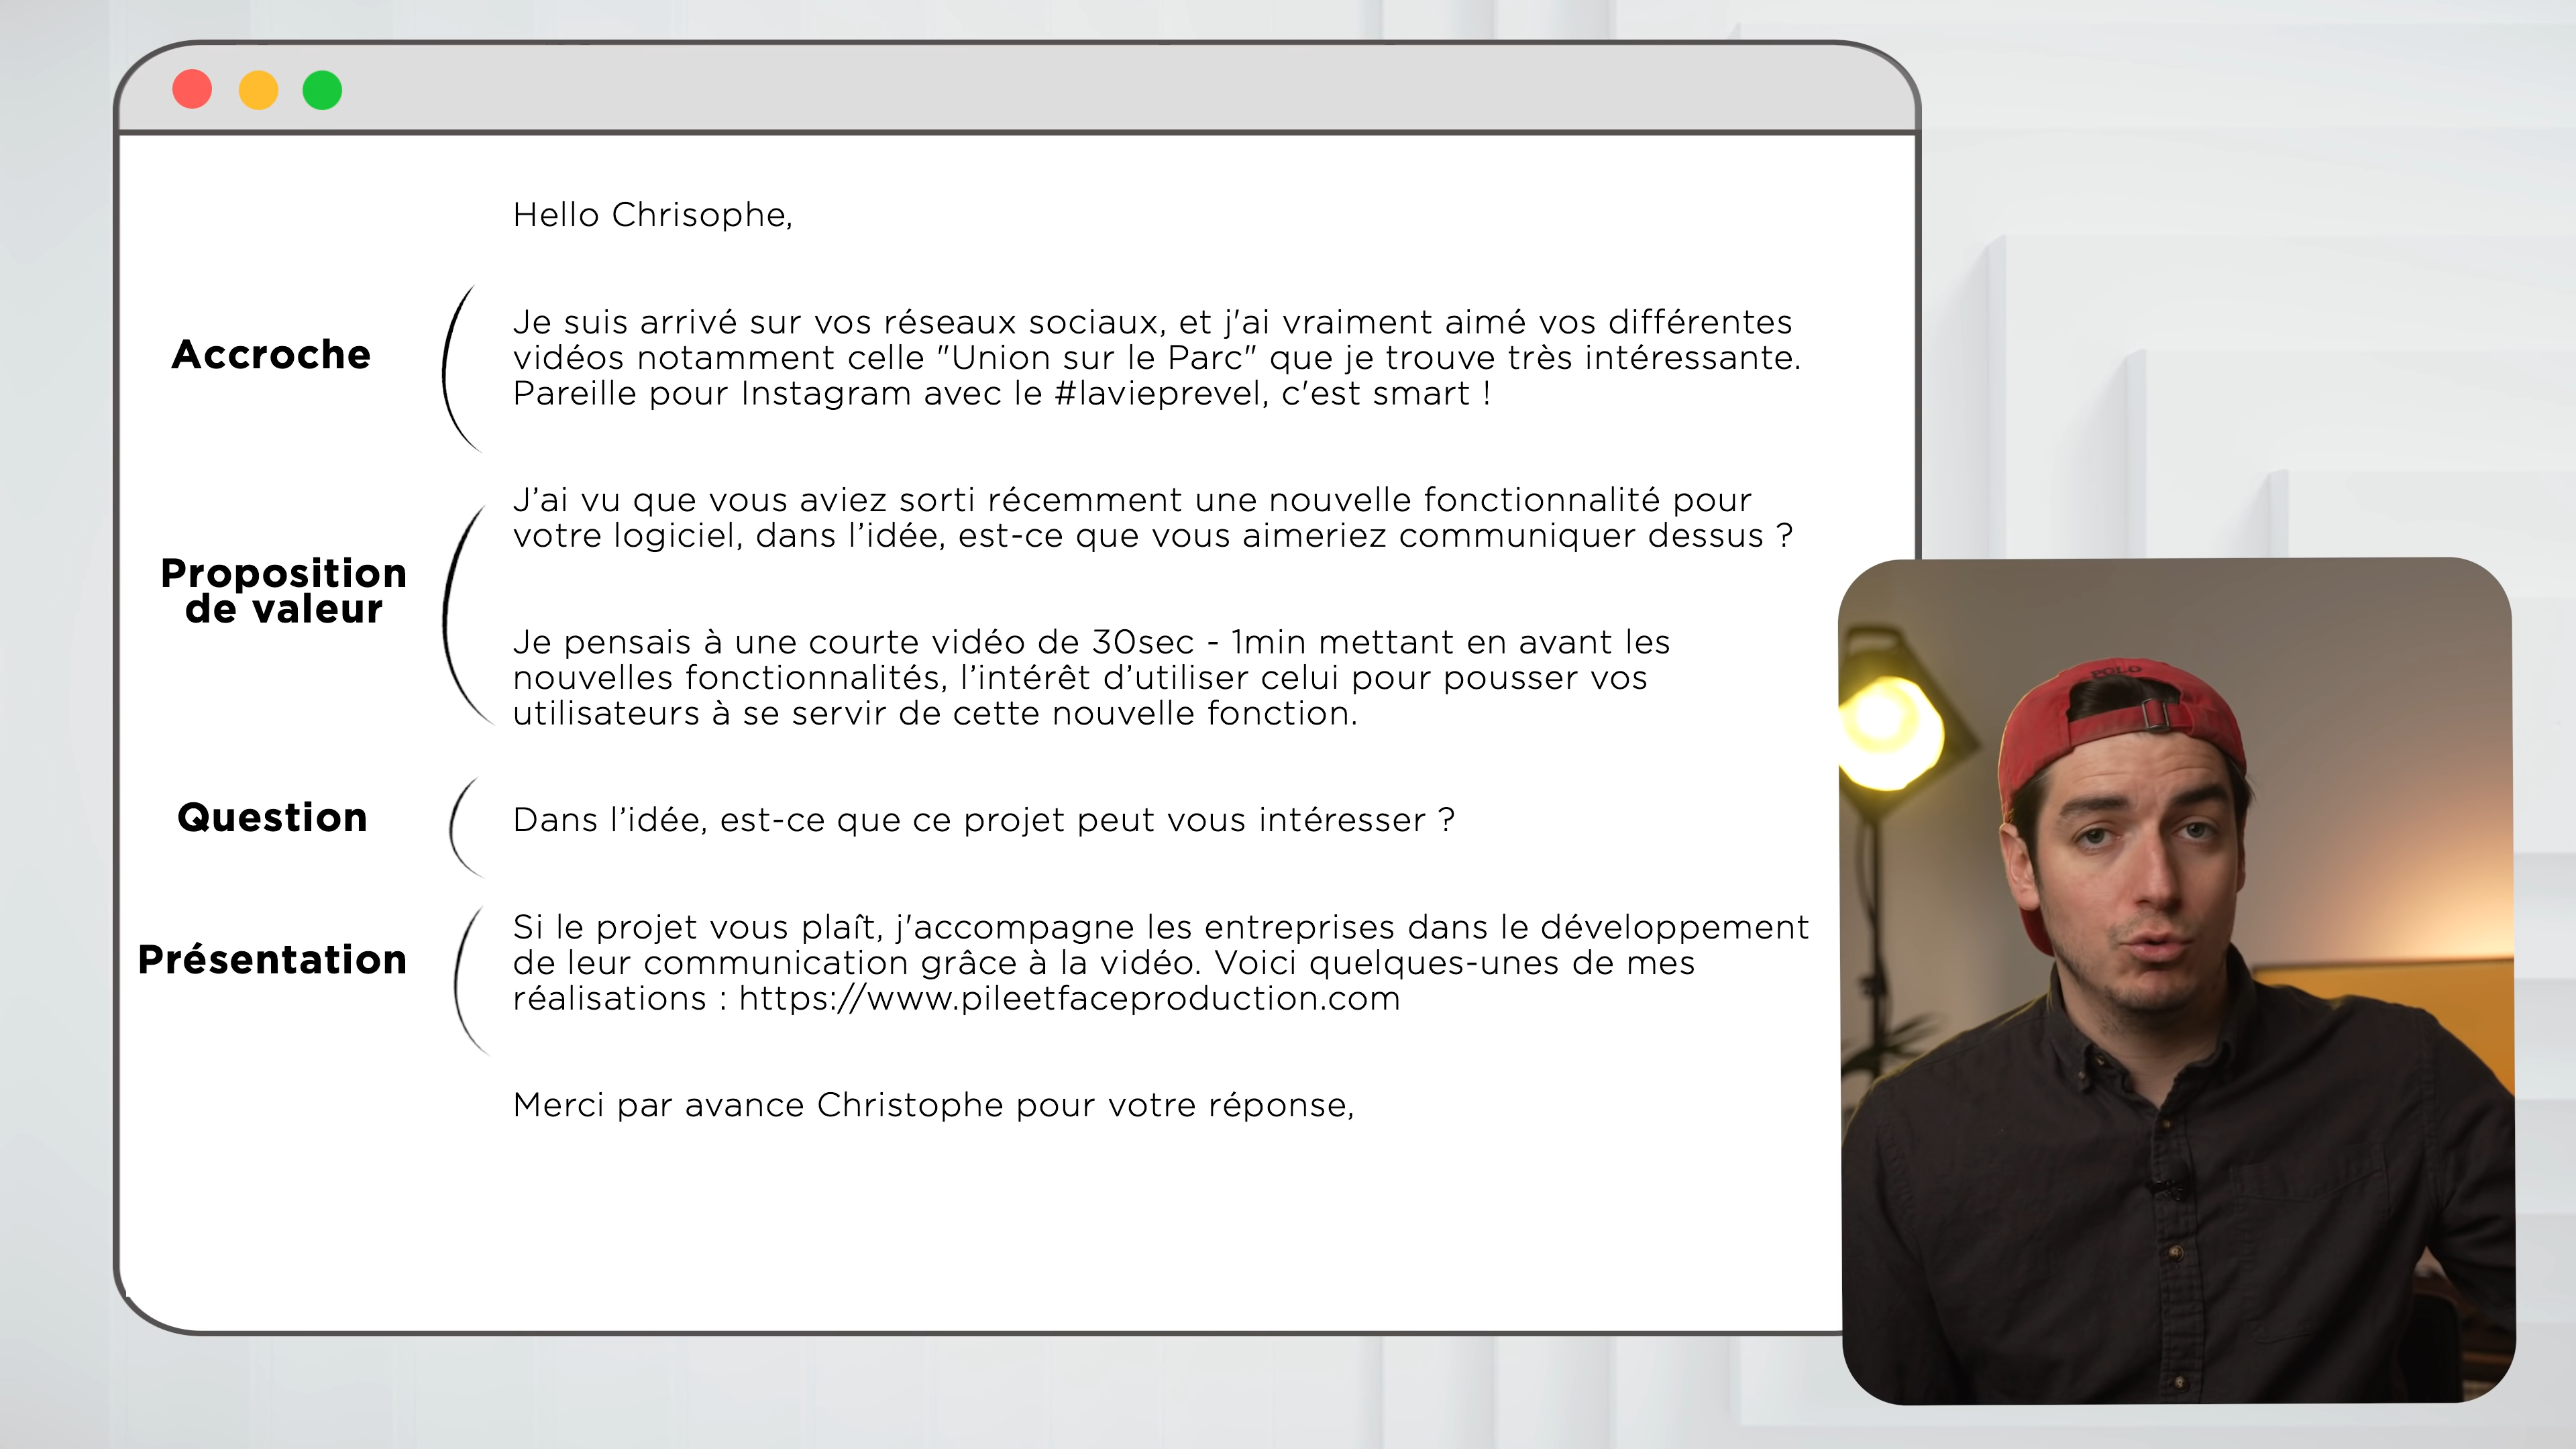 Hello Chrisophe,
Accroche
Je suis arrivé sur vos réseaux sociaux, et j'ai vraiment aimé vos différentes
vidéos notamment celle "Union sur le Parc" que je trouve très intéressante.
Pareille pour Instagram avec le #lavieprevel, c'est smart !
Proposition
de valeur
J’ai vu que vous aviez sorti récemment une nouvelle fonctionnalité pour
votre logiciel, dans l’idée, est-ce que vous aimeriez communiquer dessus ?
Je pensais à une courte vidéo de 30sec - 1min mettant en avant les
nouvelles fonctionnalités, l’intérêt d’utiliser celui pour pousser vos
utilisateurs à se servir de cette nouvelle fonction.
Question
Dans l’idée, est-ce que ce projet peut vous intéresser ?
Présentation
Si le projet vous plaît, j'accompagne les entreprises dans le développement
de leur communication grâce à la vidéo. Voici quelques-unes de mes
réalisations : https://www.pileetfaceproduction.com
Merci par avance Christophe pour votre réponse,
POLO